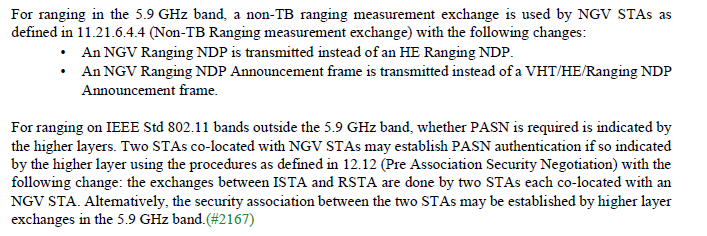 For ranging in the 5.9 GHz band, a non-TB ranging measurement exchange is used by NGV STAs as
defined in 11.21.6.4.4 (Non-TB Ranging measurement exchange) with the following changes:
• An NGV Ranging NDP is transmitted instead of an HE Ranging NDP.
• An NGV Ranging NDP Announcement frame is transmitted instead of a VHT/HE/Ranging NDP
Announcement frame.
For ranging on IEEE Std 802.11 bands outside the 5.9 GHz band, whether PASN is required is indicated by
the higher layers. Two STAs co-located with NGV STAs may establish PASN authentication if so indicated
by the higher layer using the procedures as defined in 12.12 (Pre Association Security Negotiation) with the
following change: the exchanges between ISTA and RSTA are done by two STAs each co-located with an
NGV STA. Alternatively, the security association between the two STAs may be established by higher layer
exchanges in the 5.9 GHz band.(#2167)